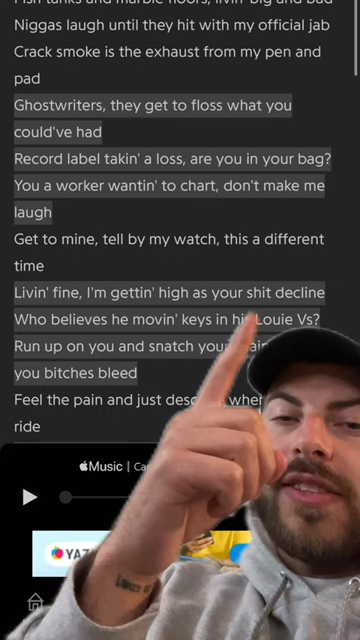 Fish tanks and marble floors, livin' big and bad
Niggas laugh until they hit with my official jab
Crack smoke is the exhaust from my pen and
pad
Ghostwriters, they get to floss what you
could've had
Record label takin' a loss, are you in your bag?
You a worker wantin' to chart, don't make me
laugh
Get to mine, tell by my watch, this a different
time
Livin' fine, I'm gettin' high as your shit decline
Who believes he movin' keys in his Louie Vs?
Run up on you and snatch your
you bitches bleed
Feel the pain and just
ride
Music
YAZ